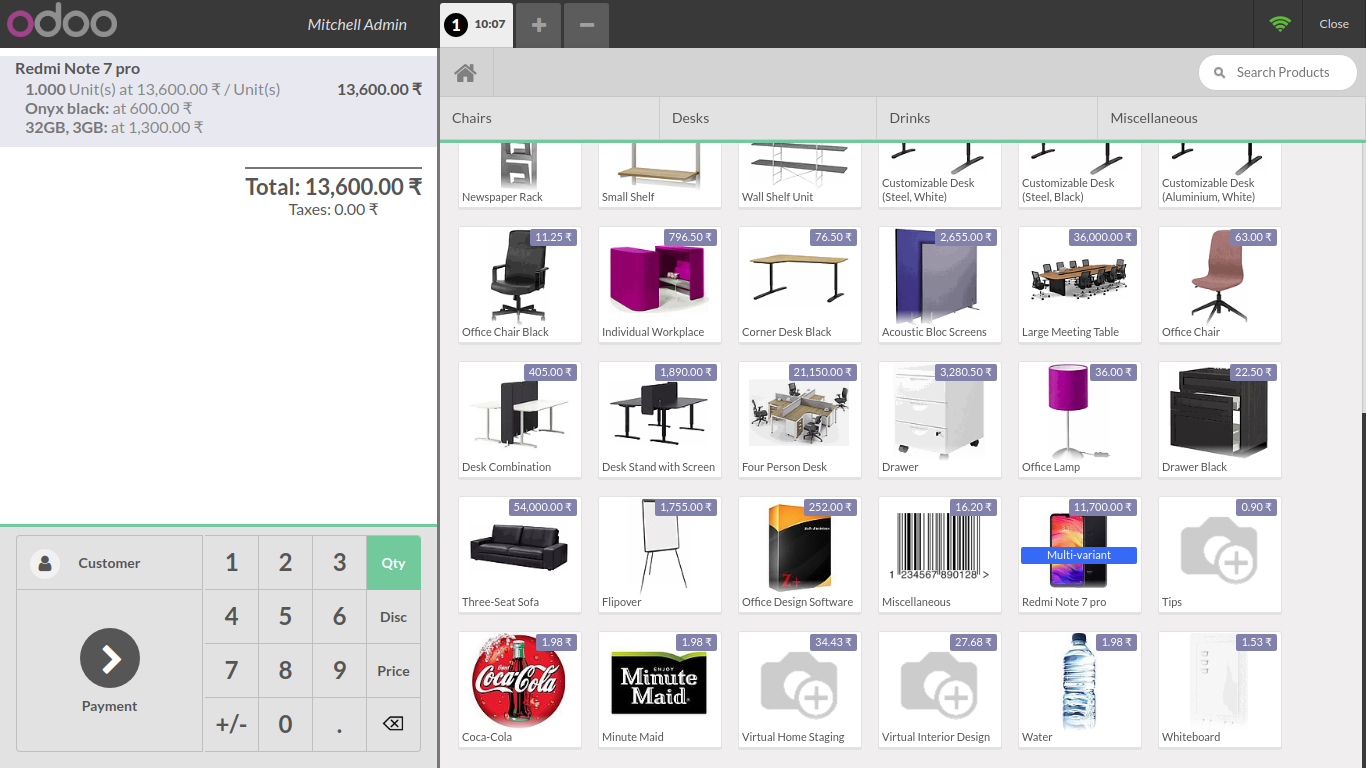 odoo
Mitchell Admin
1 10:07
Close
Redmi Note 7 pro
1.000 Unit(s) at 13,600.00 ₹ / Unit(s) 13,600.00 ₹
Onyx black: at 600.00 ₹
32GB, 3GB: at 1,300.00 ₹
Total: 13,600.00 ₹
Taxes: 0.00 ₹
Customer
1 2 3 Qty
4 5 6 Disc
7 8 9 Price
+/- 0 .
Payment
Search Products
Chairs Desks Drinks Miscellaneous
Newspaper Rack
Small Shelf
Wall Shelf Unit
Customizable Desk
(Steel, White)
Customizable Desk
(Steel, Black)
Customizable Desk
(Aluminium, White)
11.25 ₹
Office Chair Black
796.50 ₹
Individual Workplace
76.50 ₹
Corner Desk Black
2,655.00 ₹
Acoustic Bloc Screens
36,000.00 ₹
Large Meeting Table
63.00 ₹
Office Chair
405.00 ₹
Desk Combination
1,890.00 ₹
Desk Stand with Screen
21,150.00 ₹
Four Person Desk
3,280.50 ₹
Drawer
36.00 ₹
Office Lamp
22.50 ₹
Drawer Black
54,000.00 ₹
Three-Seat Sofa
1,755.00 ₹
Flipover
252.00 ₹
Z+
Office Design Software
16.20 ₹
1 234567 890128 >
Miscellaneous
11,700.00 ₹
Multi-variant
Redmi Note 7 pro
0.90 ₹
Tips
1.98 ₹
Coca-Cola
Coca-Cola
1.98 ₹
ENJOY
Minute
Maid
Minute Maid
34.43 ₹
Virtual Home Staging
27.68 ₹
Virtual Interior Design
1.98 ₹
Water
1.53 ₹
Whiteboard